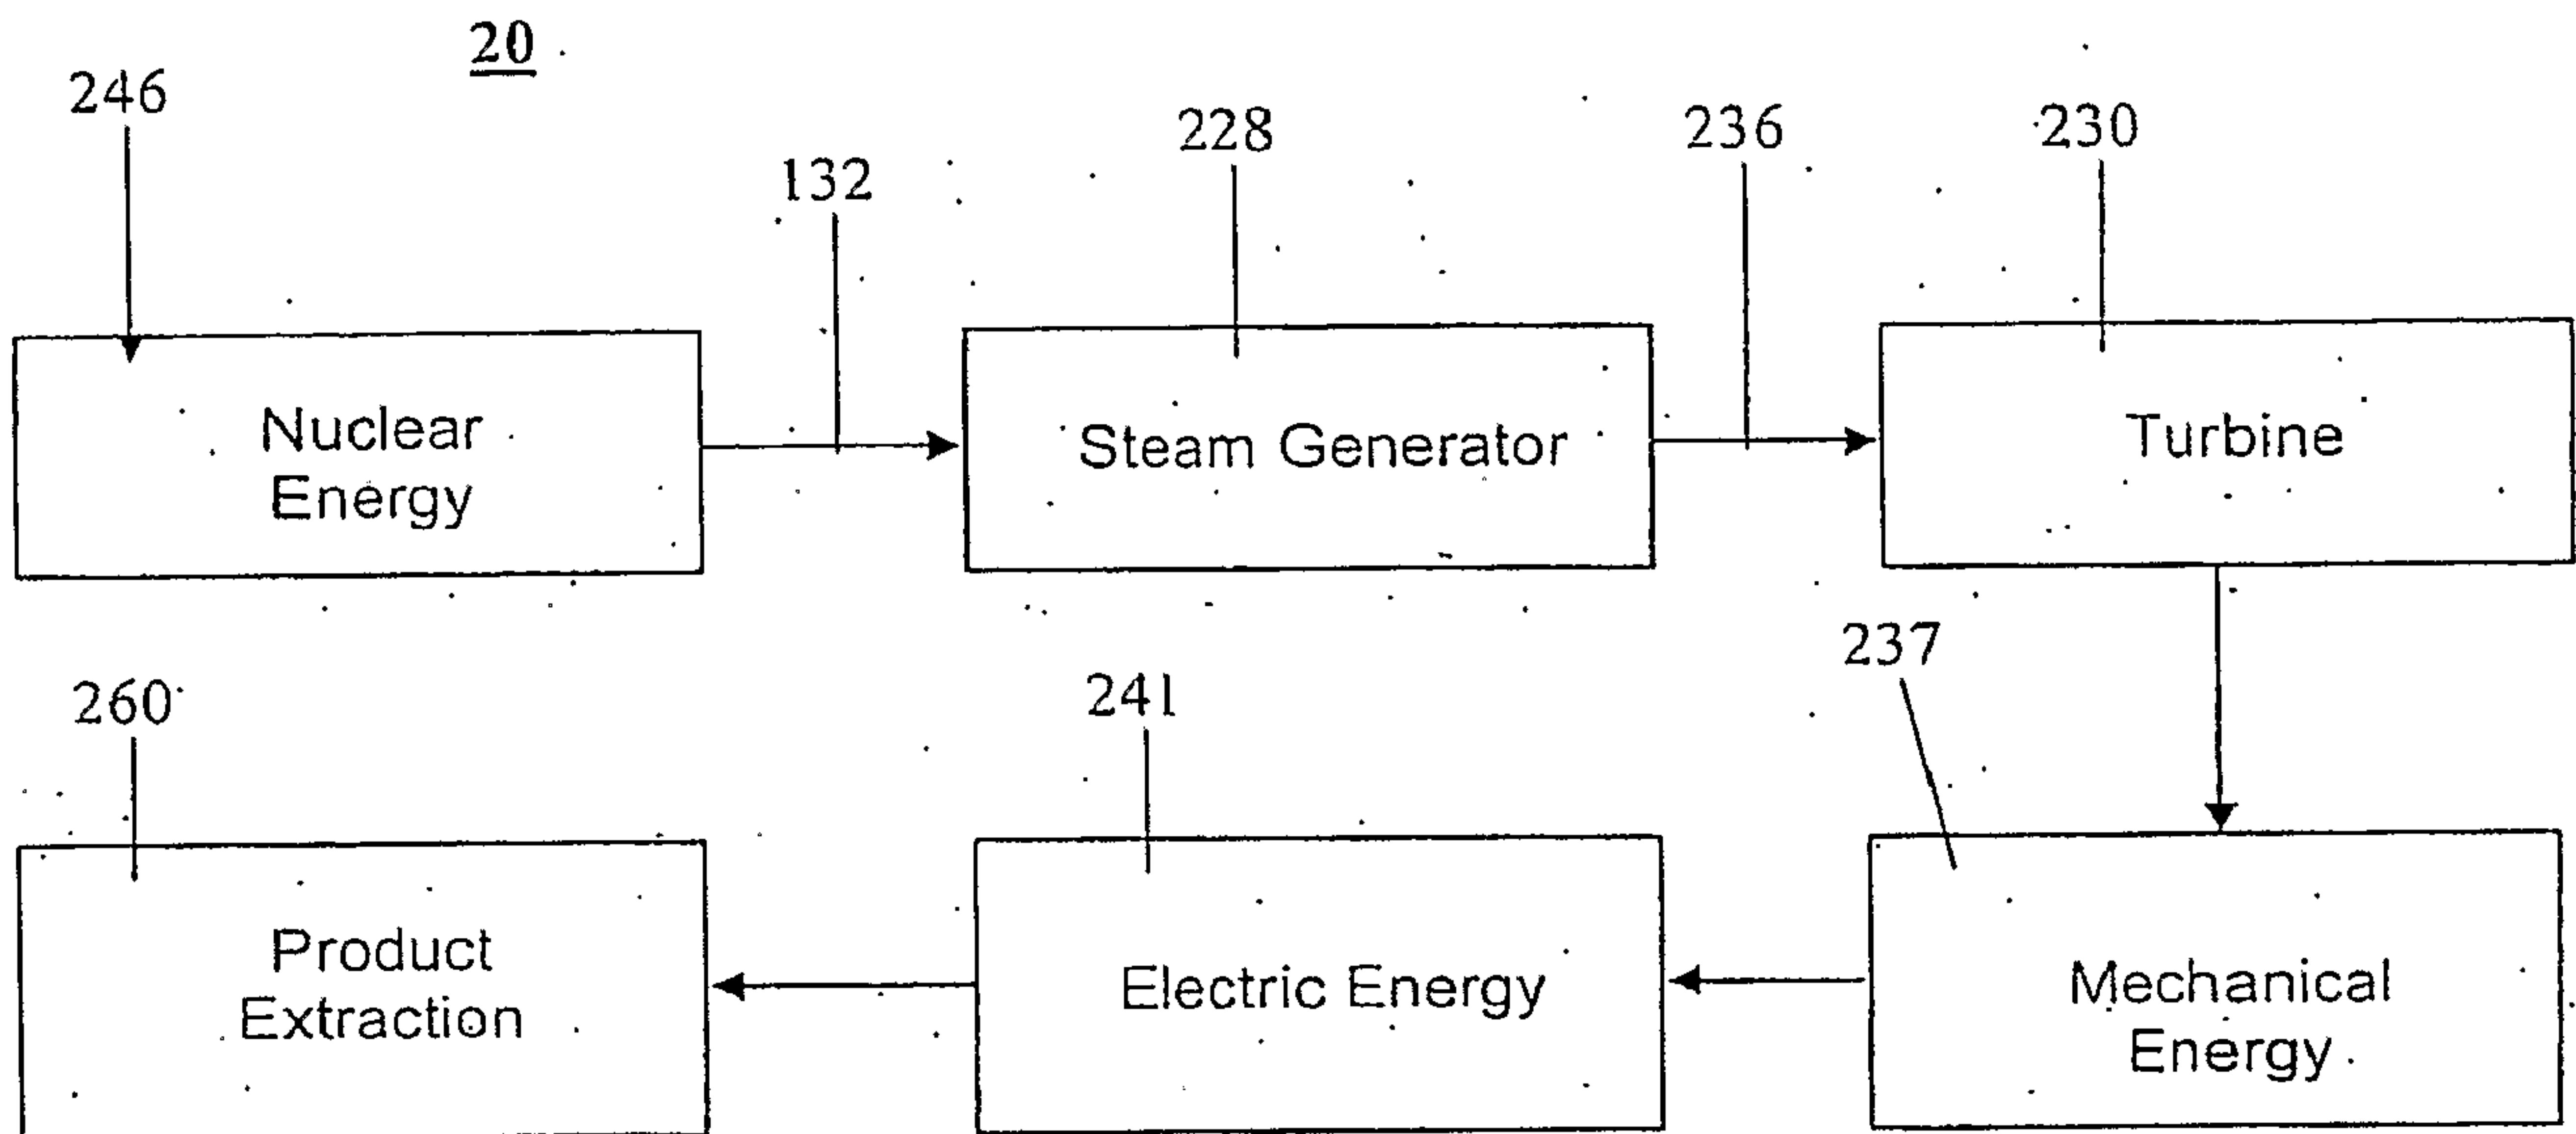 20
246
132
228
236
230
Nuclear
Energy
Steam Generator
Turbine
260
241
237
Product
Extraction
Electric Energy
Mechanical
Energy